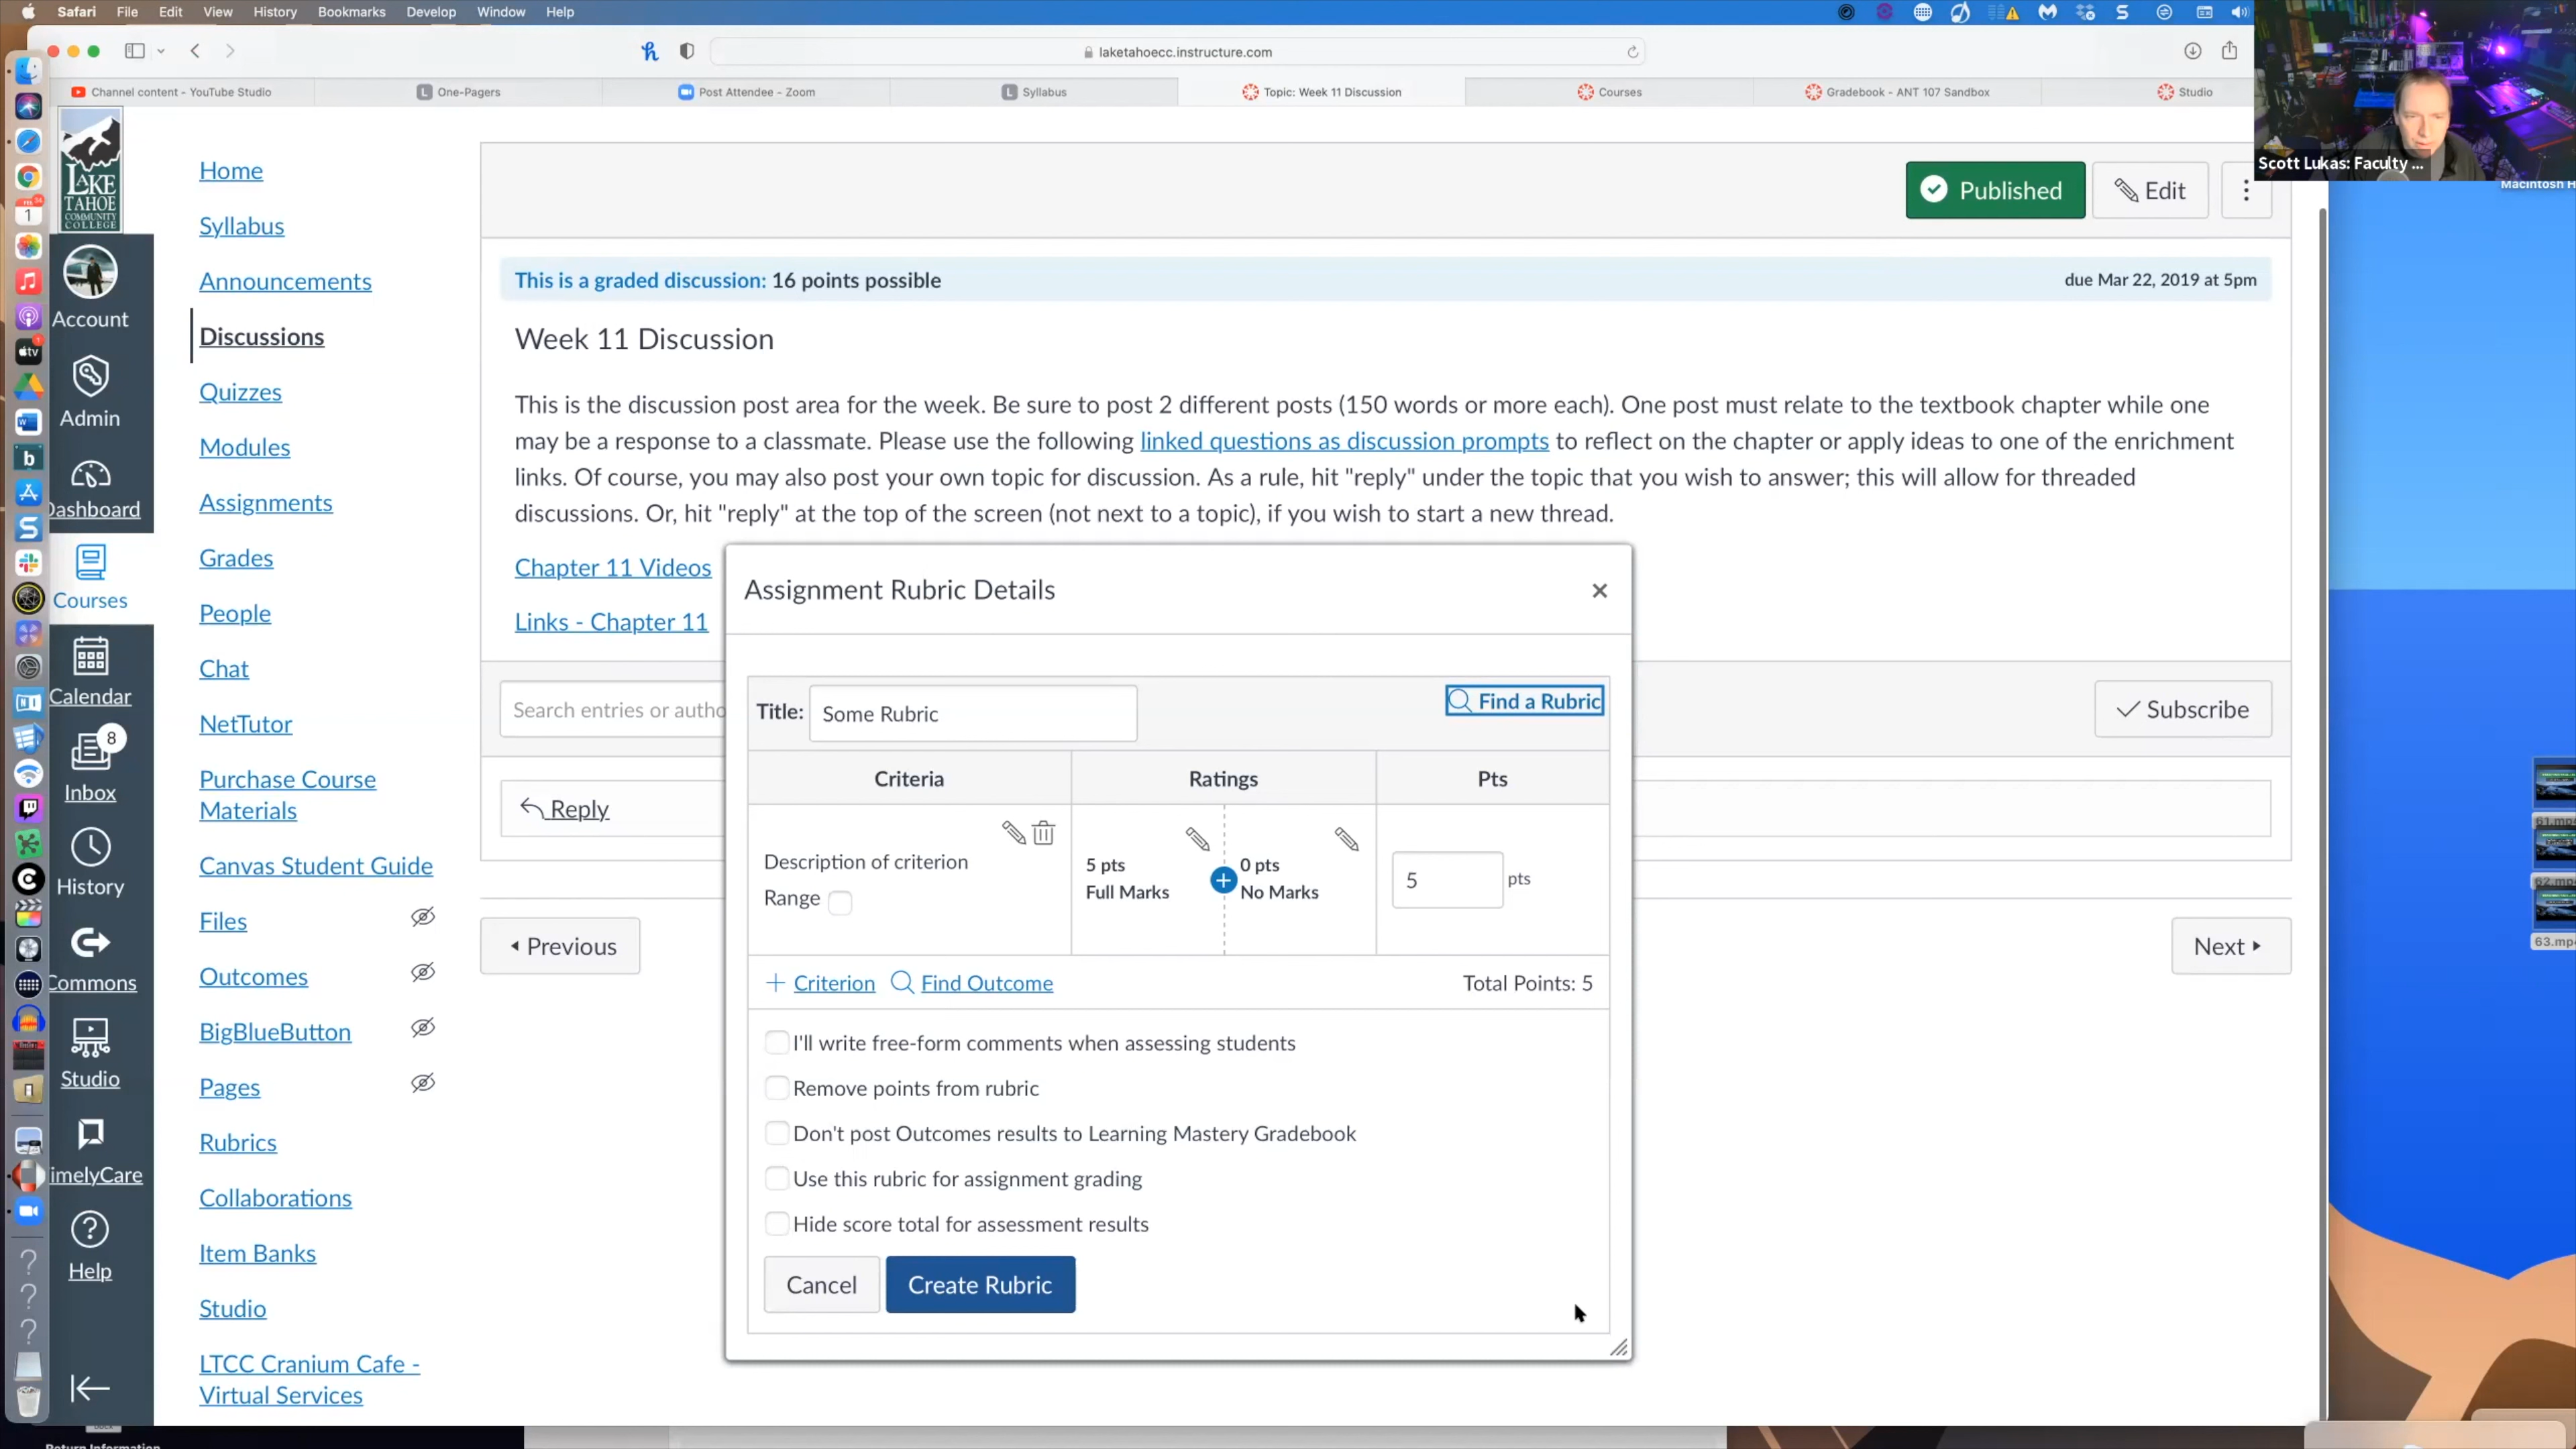 Safari File Edit View History Bookmarks Develop Window Help
laketahoecc.instructure.com
Channel content - YouTube Studio
One-Pagers
Post Attendee - Zoom
Syllabus
Topic: Week 11 Discussion
Courses
Gradebook - ANT 107 Sandbox
Studio
Scott Lukas: Faculty ...
Macintosh H
LAKE
TAHOE
COMMUNITY
COLLEGE
Account
Admin
Dashboard
Courses
Calendar
8
Inbox
History
Commons
Studio
imelyCare
Help
Home
Syllabus
Announcements
Discussions
Quizzes
Modules
Assignments
Grades
People
Chat
NetTutor
Purchase Course
Materials
Canvas Student Guide
Files
Outcomes
BigBlueButton
Pages
Rubrics
Collaborations
Item Banks
Studio
LTCC Cranium Cafe -
Virtual Services
Published
Edit
This is a graded discussion: 16 points possible
due Mar 22, 2019 at 5pm
Week 11 Discussion
This is the discussion post area for the week. Be sure to post 2 different posts (150 words or more each). One post must relate to the textbook chapter while one
may be a response to a classmate. Please use the following linked questions as discussion prompts to reflect on the chapter or apply ideas to one of the enrichment
links. Of course, you may also post your own topic for discussion. As a rule, hit "reply" under the topic that you wish to answer; this will allow for threaded
discussions. Or, hit "reply" at the top of the screen (not next to a topic), if you wish to start a new thread.
Chapter 11 Videos
Links - Chapter 11
Search entries or autho
Subscribe
Reply
Previous
Next
Assignment Rubric Details
Title: Some Rubric
Find a Rubric
Criteria Ratings Pts
Description of criterion
Range
5 pts
Full Marks
0 pts
No Marks
5 pts
+ Criterion Find Outcome
Total Points: 5
I'll write free-form comments when assessing students
Remove points from rubric
Don't post Outcomes results to Learning Mastery Gradebook
Use this rubric for assignment grading
Hide score total for assessment results
Cancel
Create Rubric
61.mp4
62.mp4
63.mp